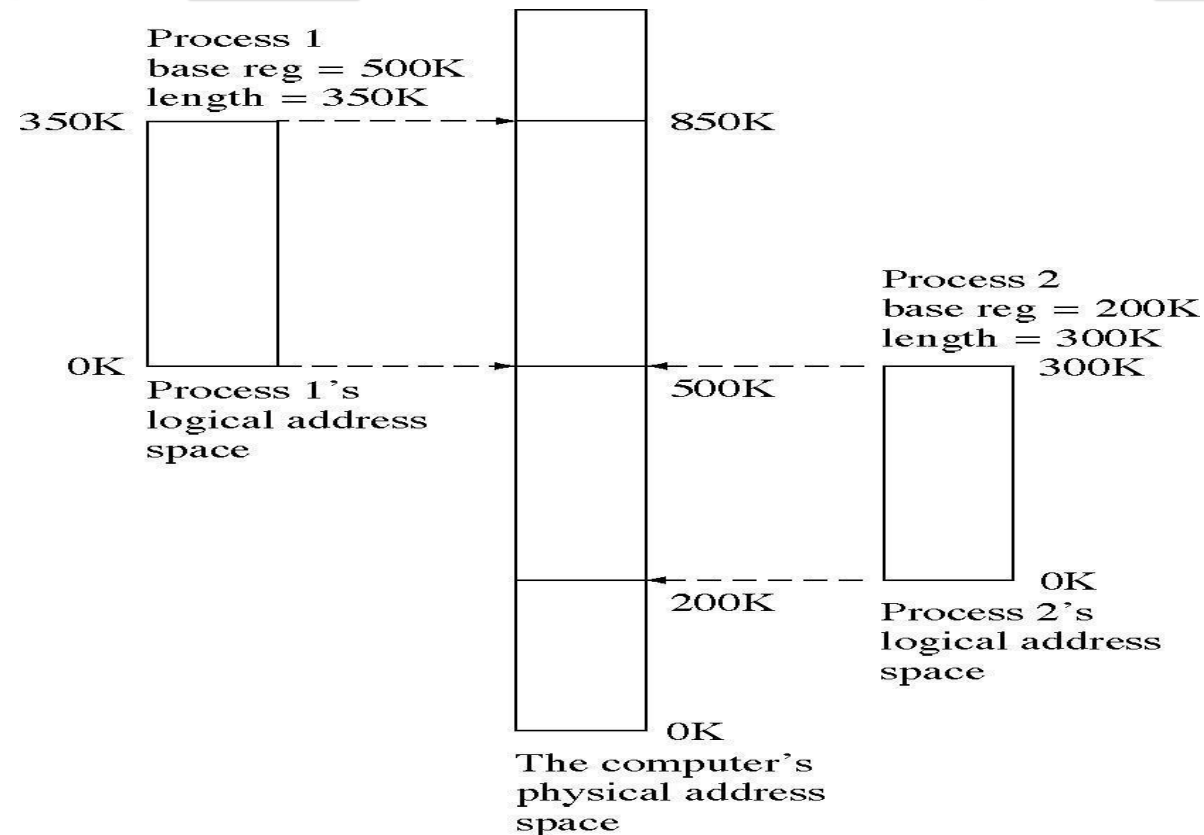 Process 1
base reg = 500K
length = 350K
350K
850K
Process 2
base reg = 200K
length = 300K
0K
300K
500K
Process 1's
logical address
space
0K
200K
Process 2's
logical address
space
0K
The computer's
physical address
space